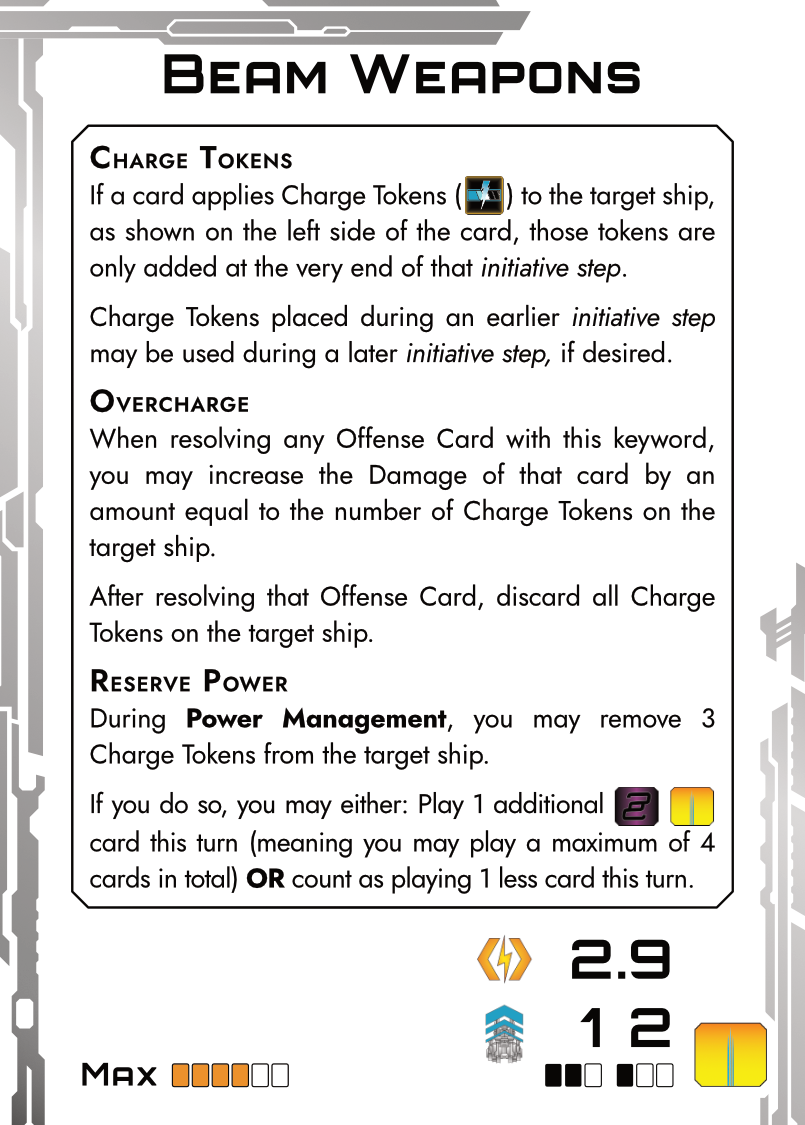 Beam Weapons
Charge Tokens
If a card applies Charge Tokens ( ) to the target ship,
as shown on the left side of the card, those tokens are
only added at the very end of that initiative step.
Charge Tokens placed during an earlier initiative step
may be used during a later initiative step, if desired.
Overcharge
When resolving any Offense Card with this keyword,
you may increase the Damage of that card by an
amount equal to the number of Charge Tokens on the
target ship.
After resolving that Offense Card, discard all Charge
Tokens on the target ship.
Reserve Power
During Power Management, you may remove 3
Charge Tokens from the target ship.
If you do so, you may either: Play 1 additional 2
card this turn (meaning you may play a maximum of 4
cards in total) OR count as playing 1 less card this turn.
2.9
1 2
Max